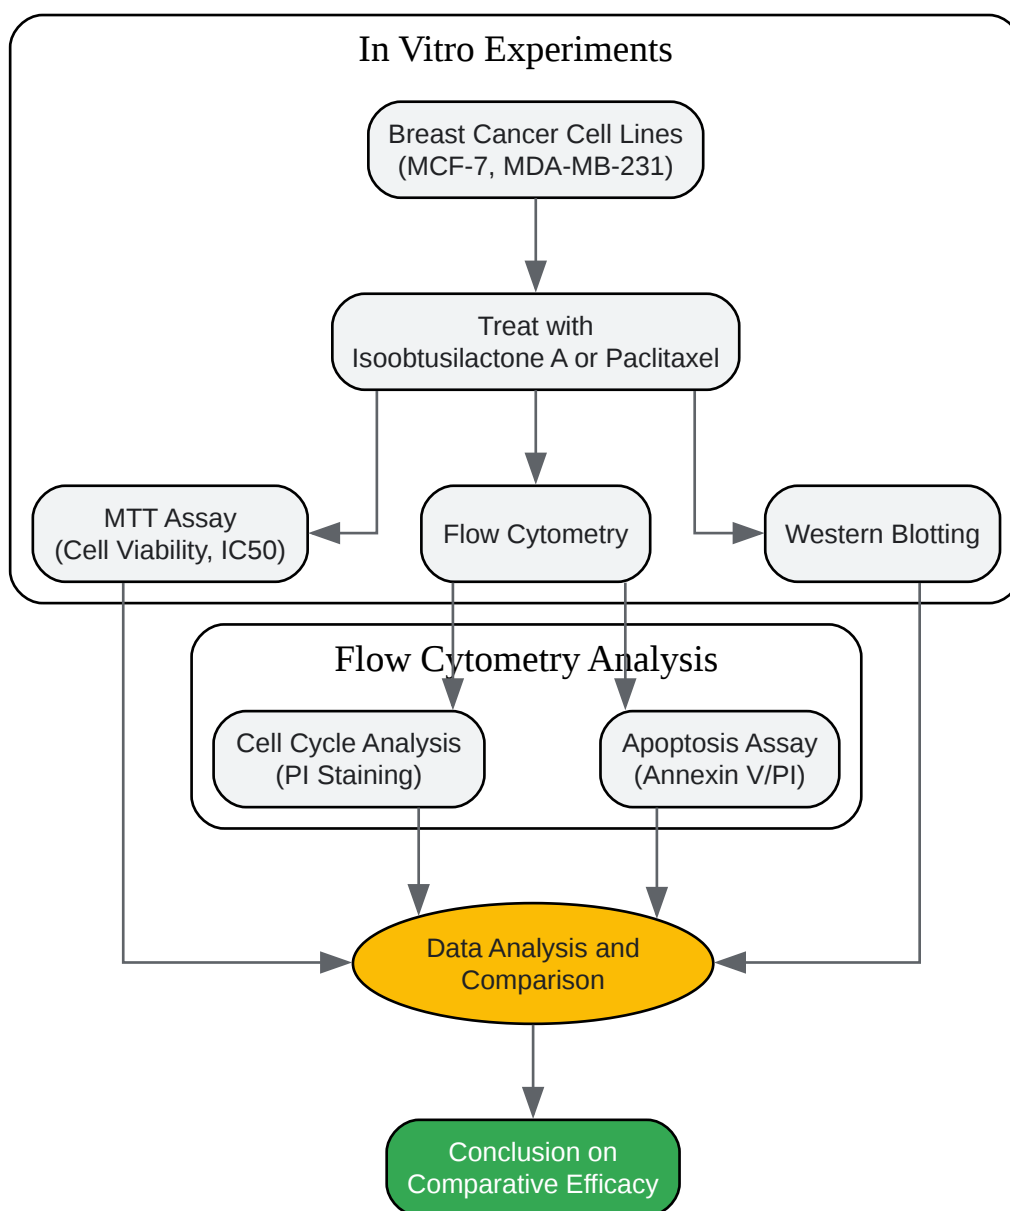 In Vitro Experiments
Breast Cancer Cell Lines
(MCF-7, MDA-MB-231)
Treat with
Isoobtusilactone A or Paclitaxel
MTT Assay
(Cell Viability, IC50)
Flow Cytometry
Western Blotting
Flow Cytometry Analysis
Cell Cycle Analysis
(PI Staining)
Apoptosis Assay
(Annexin V/PI)
Data Analysis and
Comparison
Conclusion on
Comparative Efficacy